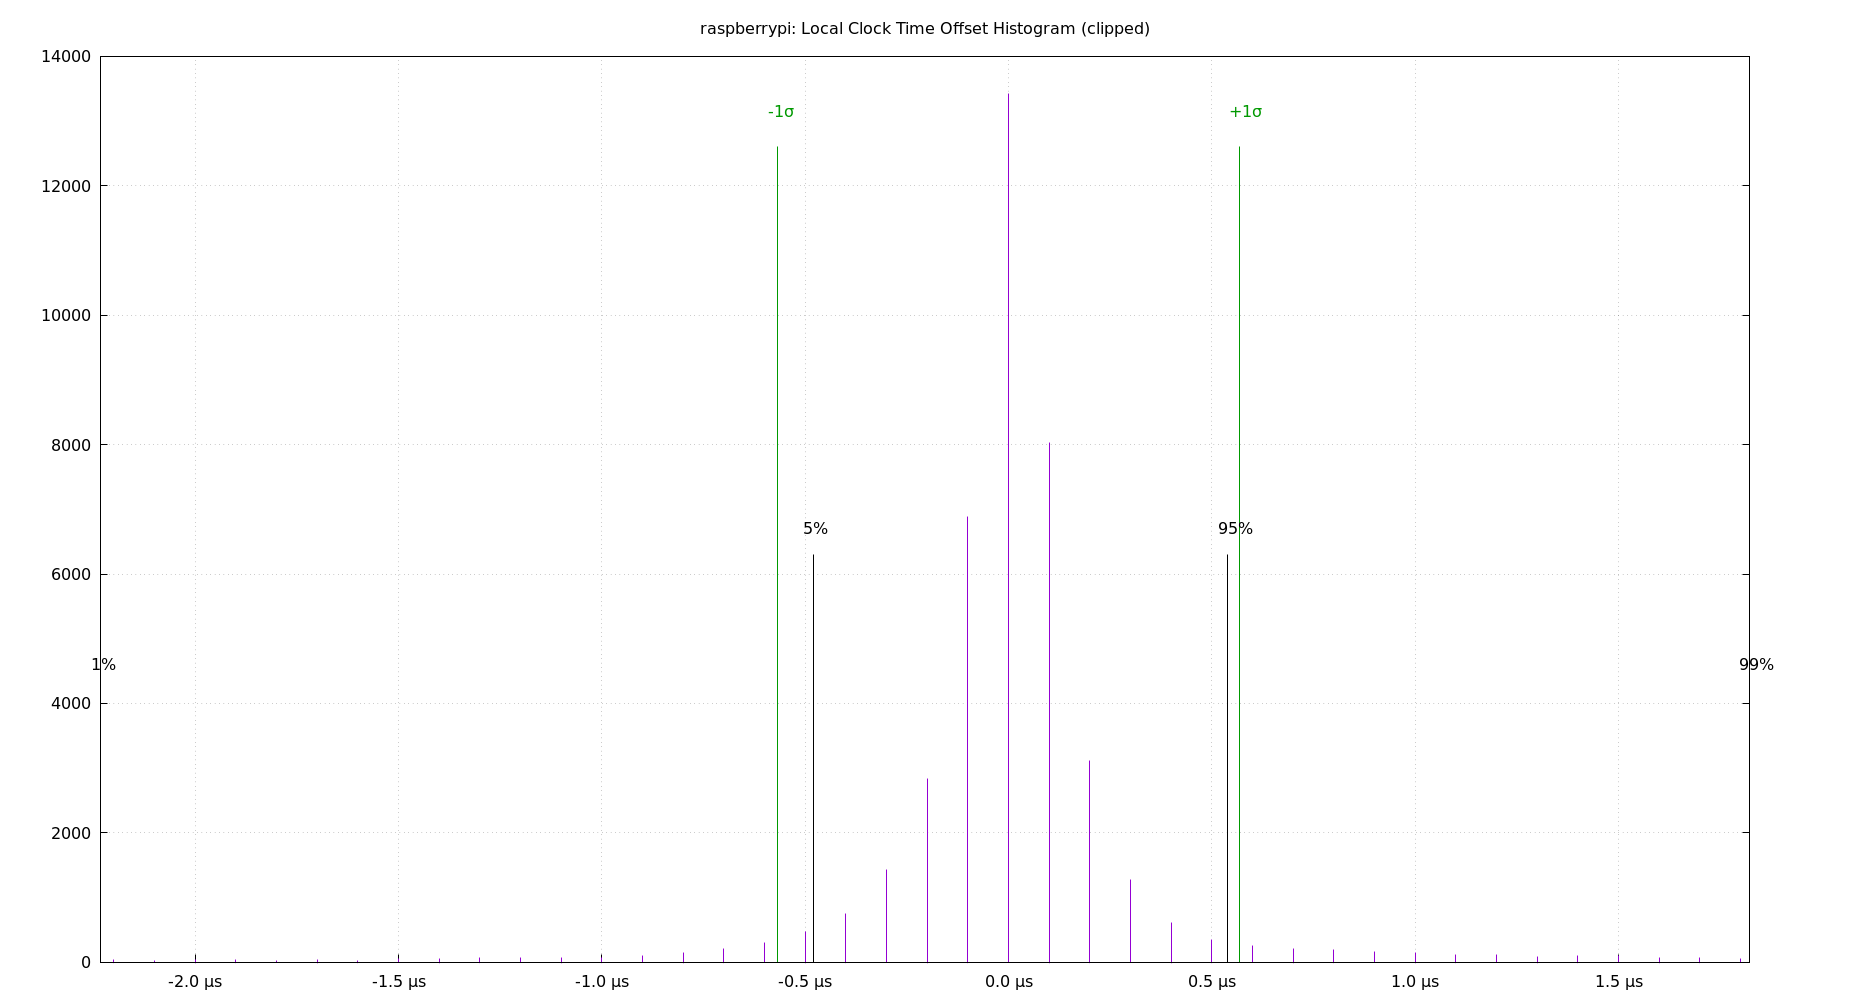 raspberrypi: Local Clock Time Offset Histogram (clipped)
14000
-1σ
+1σ
12000
10000
8000
5%
95%
6000
1%
99%
4000
2000
0
-2.0 µs
-1.5 µs
-1.0 µs
-0.5 µs
0.0 µs
0.5 µs
1.0 µs
1.5 µs